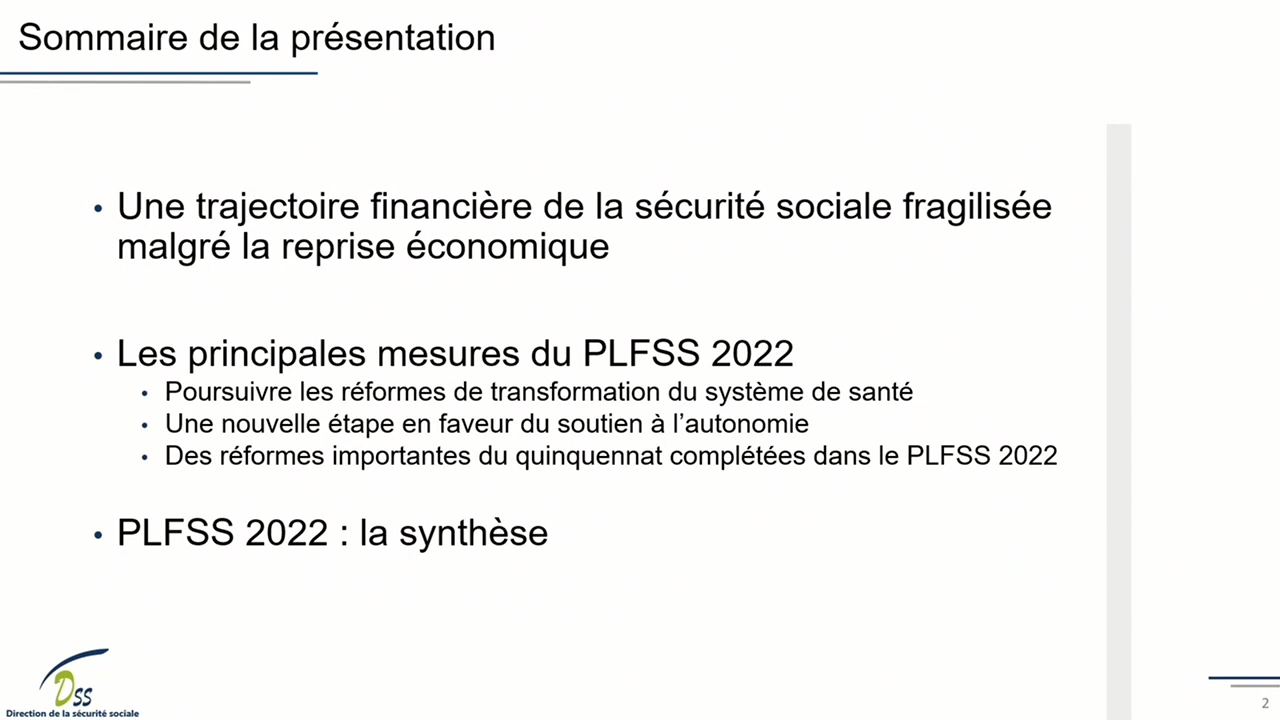 Sommaire de la présentation
• Une trajectoire financière de la sécurité sociale fragilisée
malgré la reprise économique
• Les principales mesures du PLFSS 2022
• Poursuivre les réformes de transformation du système de santé
• Une nouvelle étape en faveur du soutien à l’autonomie
• Des réformes importantes du quinquennat complétées dans le PLFSS 2022
• PLFSS 2022 : la synthèse
DSS
Direction de la sécurité sociale
2